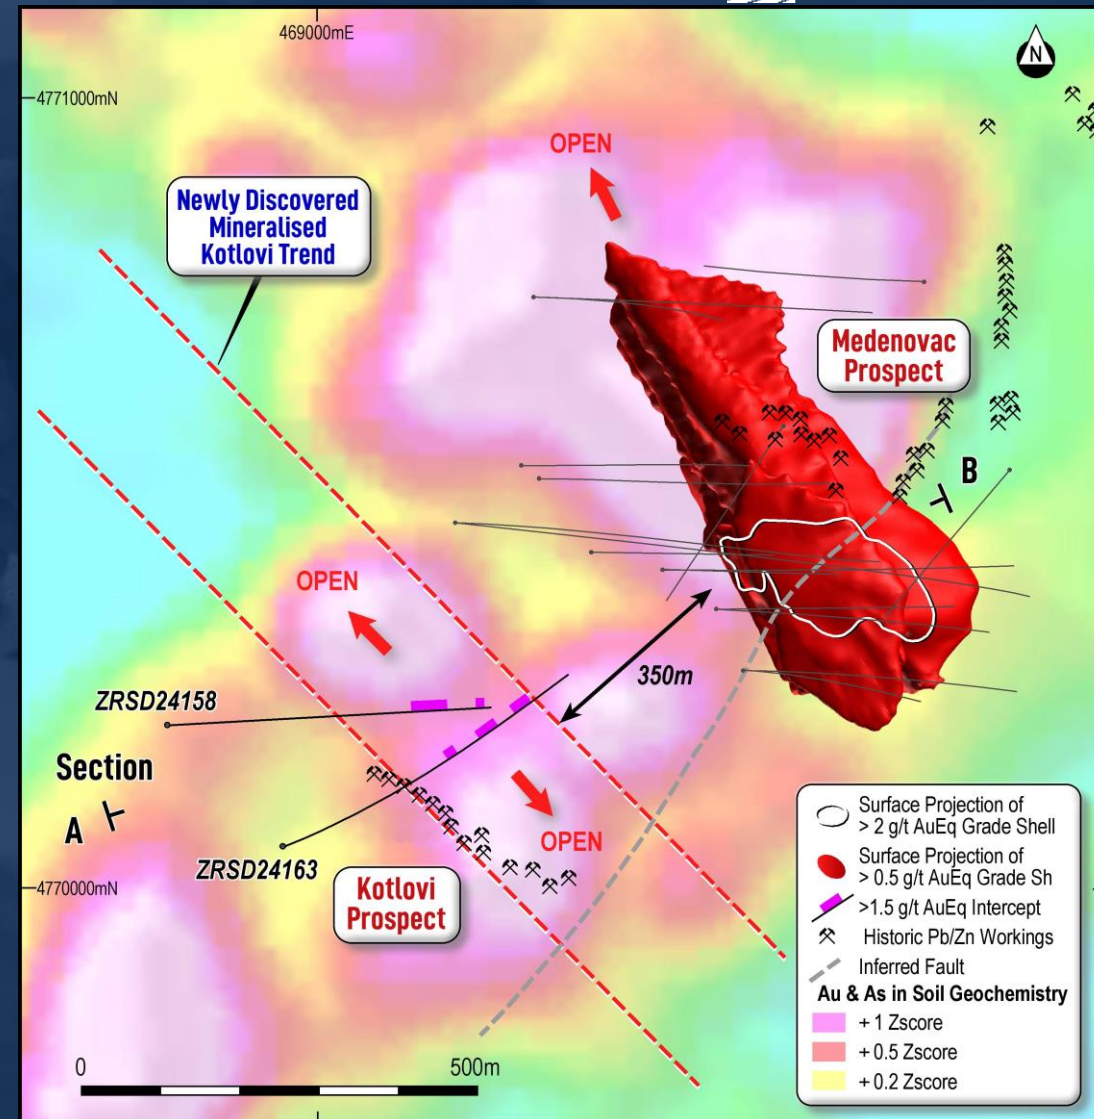 469000mE
N
4771000mN
OPEN
Newly Discovered
Mineralised
Kotlovi Trend
Medenovac
Prospect
B
OPEN
350m
ZRSD24158
Section
A
OPEN
ZRSD24163
4770000mN
Kotlovi
Prospect
Surface Projection of
> 2 g/t AuEq Grade Shell
Surface Projection of
> 0.5 g/t AuEq Grade Sh
>1.5 g/t AuEq Intercept
Historic Pb/Zn Workings
Inferred Fault
Au & As in Soil Geochemistry
+ 1 Zscore
+ 0.5 Zscore
+ 0.2 Zscore
0 500m